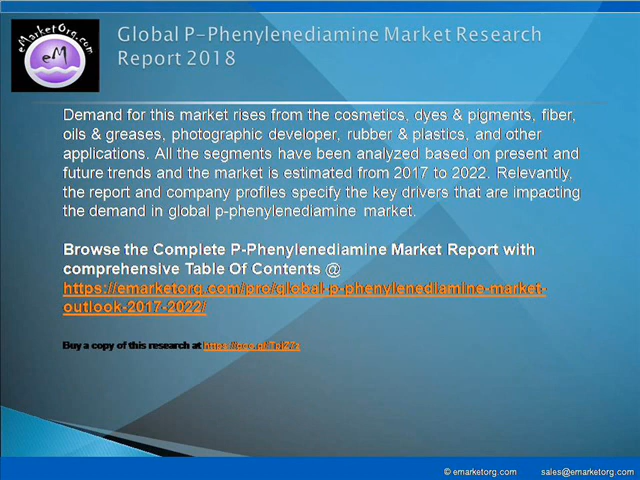 eMarketOrg.com
eM
Global P-Phenylenediamine Market Research
Report 2018
Demand for this market rises from the cosmetics, dyes & pigments, fiber,
oils & greases, photographic developer, rubber & plastics, and other
applications. All the segments have been analyzed based on present and
future trends and the market is estimated from 2017 to 2022. Relevantly,
the report and company profiles specify the key drivers that are impacting
the demand in global p-phenylenediamine market.
Browse the Complete P-Phenylenediamine Market Report with
comprehensive Table Of Contents @
https://emarketorg.com/pro/global-p-phenylenediamine-market-
outlook-2017-2022/
Buy a copy of this research at
© emarketorg.com sales@emarketorg.com